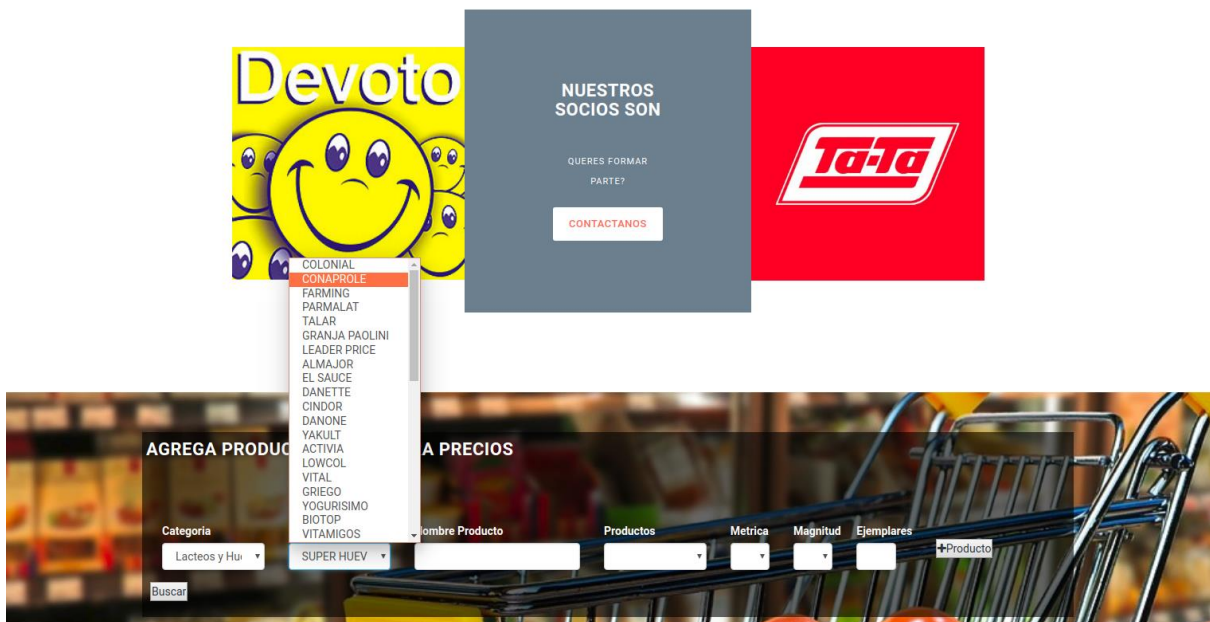 Devoto
NUESTROS
SOCIOS SON
QUERES FORMAR
PARTE?
CONTACTANOS
Ta-Ta
COLONIAL
CONAPROLE
FARMING
PARMALAT
TALAR
GRANJA PAOLINI
LEADER PRICE
ALMAJOR
EL SAUCE
DANETTE
CINDOR
DANONE
YAKULT
ACTIVIA
LOWCOL
VITAL
GRIEGO
YOGURISIMO
BIOTOP
VITAMIGOS
AGREGA PRODUC A PRECIOS
Categoria ombre Producto Productos Metrica Magnitud Ejemplares
Lacteos y Hu SUPER HUEV +Producto
Buscar